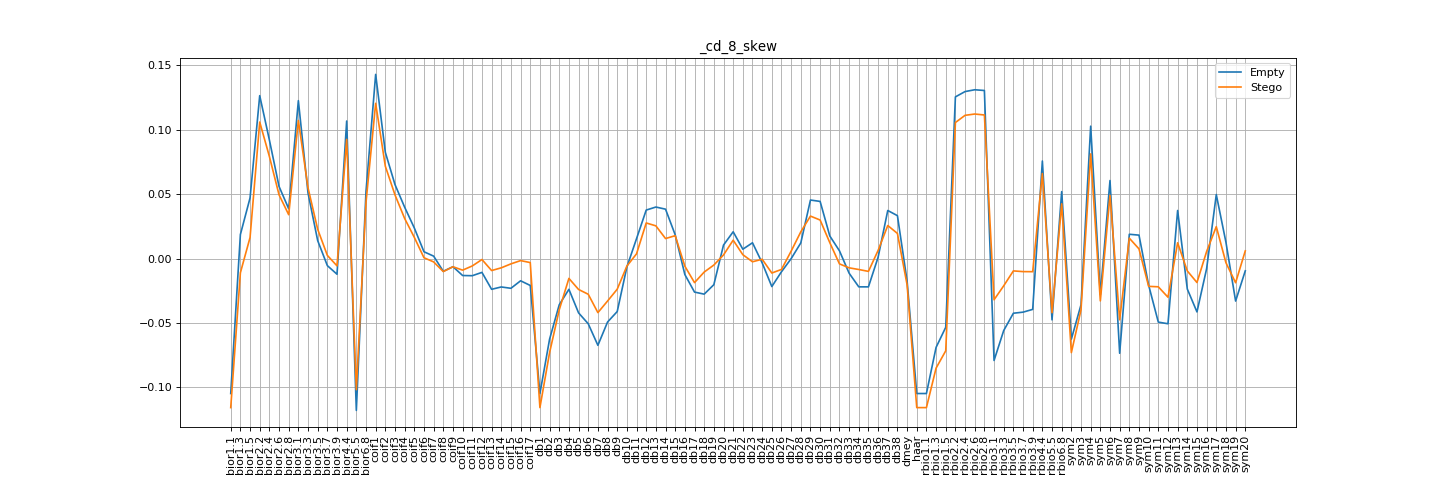 _cd_8_skew
Empty
Stego
0.15
0.10
0.05
0.00
−0.05
−0.10
bior1.1
bior1.3
bior1.5
bior2.2
bior2.4
bior2.6
bior2.8
bior3.1
bior3.3
bior3.5
bior3.7
bior3.9
bior4.4
bior5.5
bior6.8
coif1
coif2
coif3
coif4
coif5
coif6
coif7
coif8
coif9
coif10
coif11
coif12
coif13
coif14
coif15
coif16
coif17
db1
db2
db3
db4
db5
db6
db7
db8
db9
db10
db11
db12
db13
db14
db15
db16
db17
db18
db19
db20
db21
db22
db23
db24
db25
db26
db27
db28
db29
db30
db31
db32
db33
db34
db35
db36
db37
db38
dmey
haar
rbio1.1
rbio1.3
rbio1.5
rbio2.2
rbio2.4
rbio2.6
rbio2.8
rbio3.1
rbio3.3
rbio3.5
rbio3.7
rbio3.9
rbio4.4
rbio5.5
rbio6.8
sym2
sym3
sym4
sym5
sym6
sym7
sym8
sym9
sym10
sym11
sym12
sym13
sym14
sym15
sym16
sym17
sym18
sym19
sym20